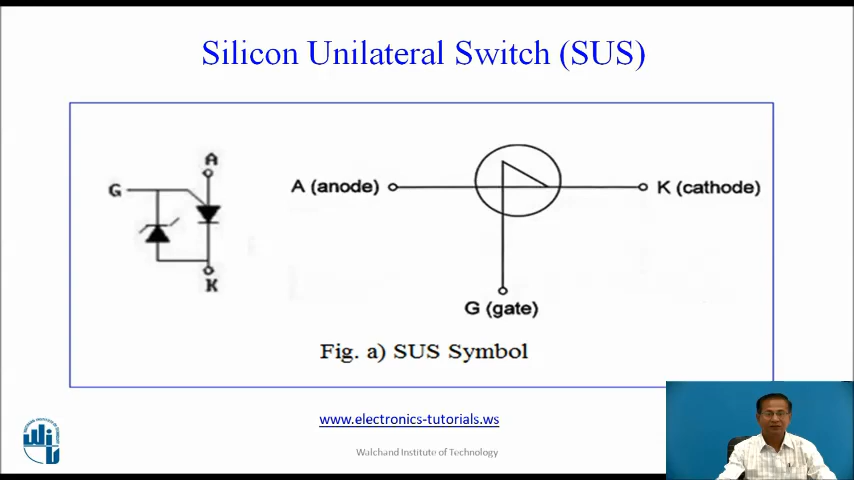 Silicon Unilateral Switch (SUS)
A
G
K
A (anode)
K (cathode)
G (gate)
Fig. a) SUS Symbol
www.electronics-tutorials.ws
Walchand Institute of Technology